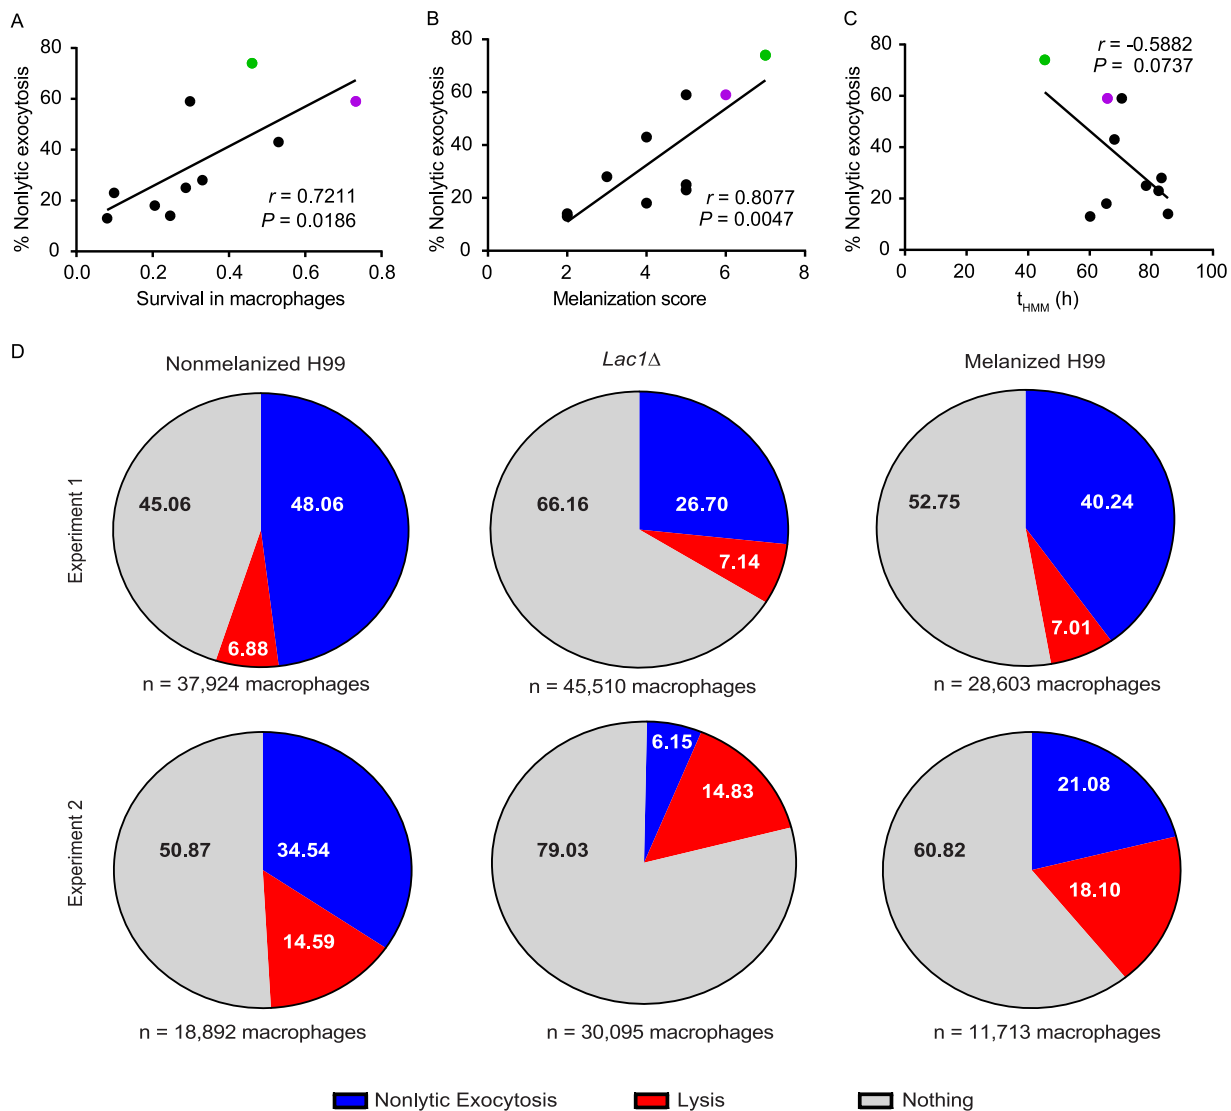 A
% Nonlytic exocytosis
80
60
40
20
0
0.0
0.2
0.4
0.6
0.8
Survival in macrophages
r = 0.7211
P = 0.0186
B
% Nonlytic exocytosis
80
60
40
20
0
0
2
4
6
8
Melanization score
r = 0.8077
P = 0.0047
C
% Nonlytic exocytosis
80
60
40
20
0
0
20
40
60
80
100
tHMM (h)
r = -0.5882
P = 0.0737
D
Nonmelanized H99
Lac1Δ
Melanized H99
Experiment 1
45.06
48.06
6.88
n = 37,924 macrophages
66.16
26.70
7.14
n = 45,510 macrophages
52.75
40.24
7.01
n = 28,603 macrophages
Experiment 2
50.87
34.54
14.59
n = 18,892 macrophages
79.03
6.15
14.83
n = 30,095 macrophages
60.82
21.08
18.10
n = 11,713 macrophages
Nonlytic Exocytosis
Lysis
Nothing